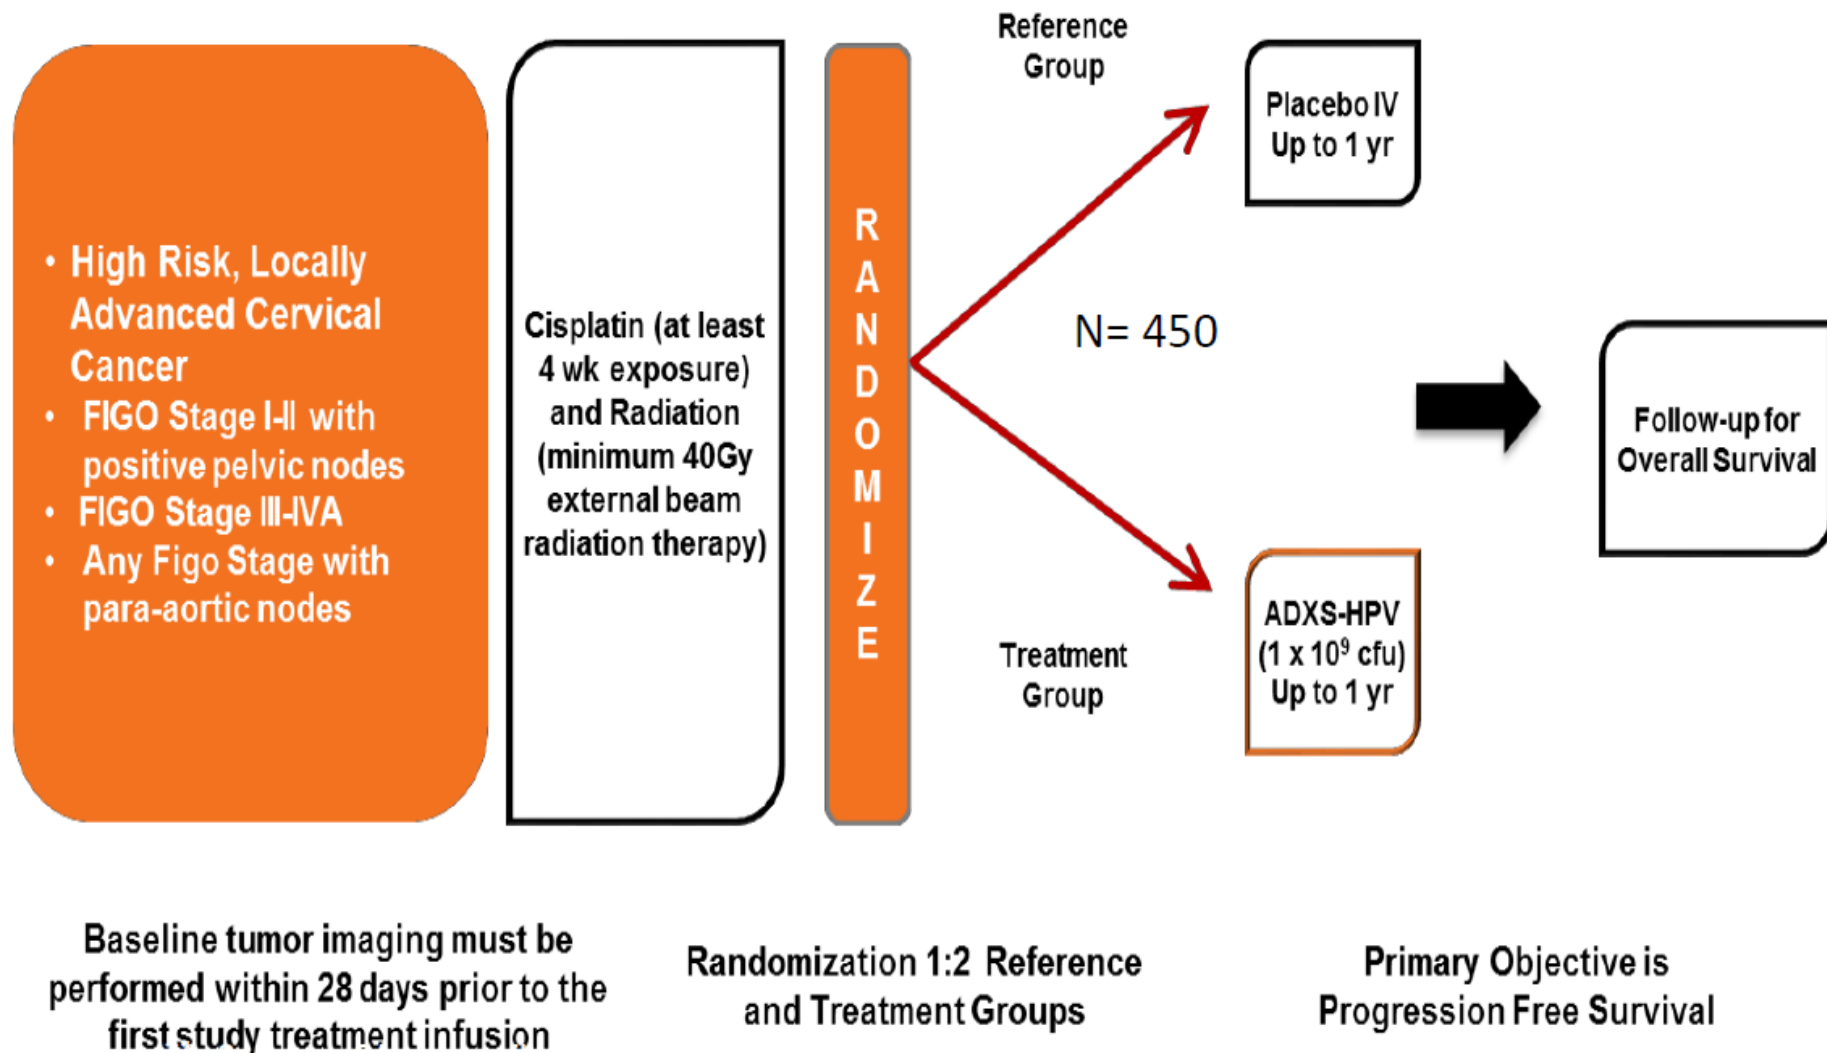 • High Risk, Locally
Advanced Cervical
Cancer
• FIGO Stage I-II with
positive pelvic nodes
• FIGO Stage III-IVA
• Any Figo Stage with
para-aortic nodes
Cisplatin (at least
4 wk exposure)
and Radiation
(minimum 40Gy
external beam
radiation therapy)
R
A
N
D
O
M
I
Z
E
Reference
Group
Placebo IV
Up to 1 yr
N= 450
Treatment
Group
ADXS-HPV
(1 x 10⁹ cfu)
Up to 1 yr
Follow-up for
Overall Survival
Baseline tumor imaging must be
performed within 28 days prior to the
first study treatment infusion
Randomization 1:2 Reference
and Treatment Groups
Primary Objective is
Progression Free Survival